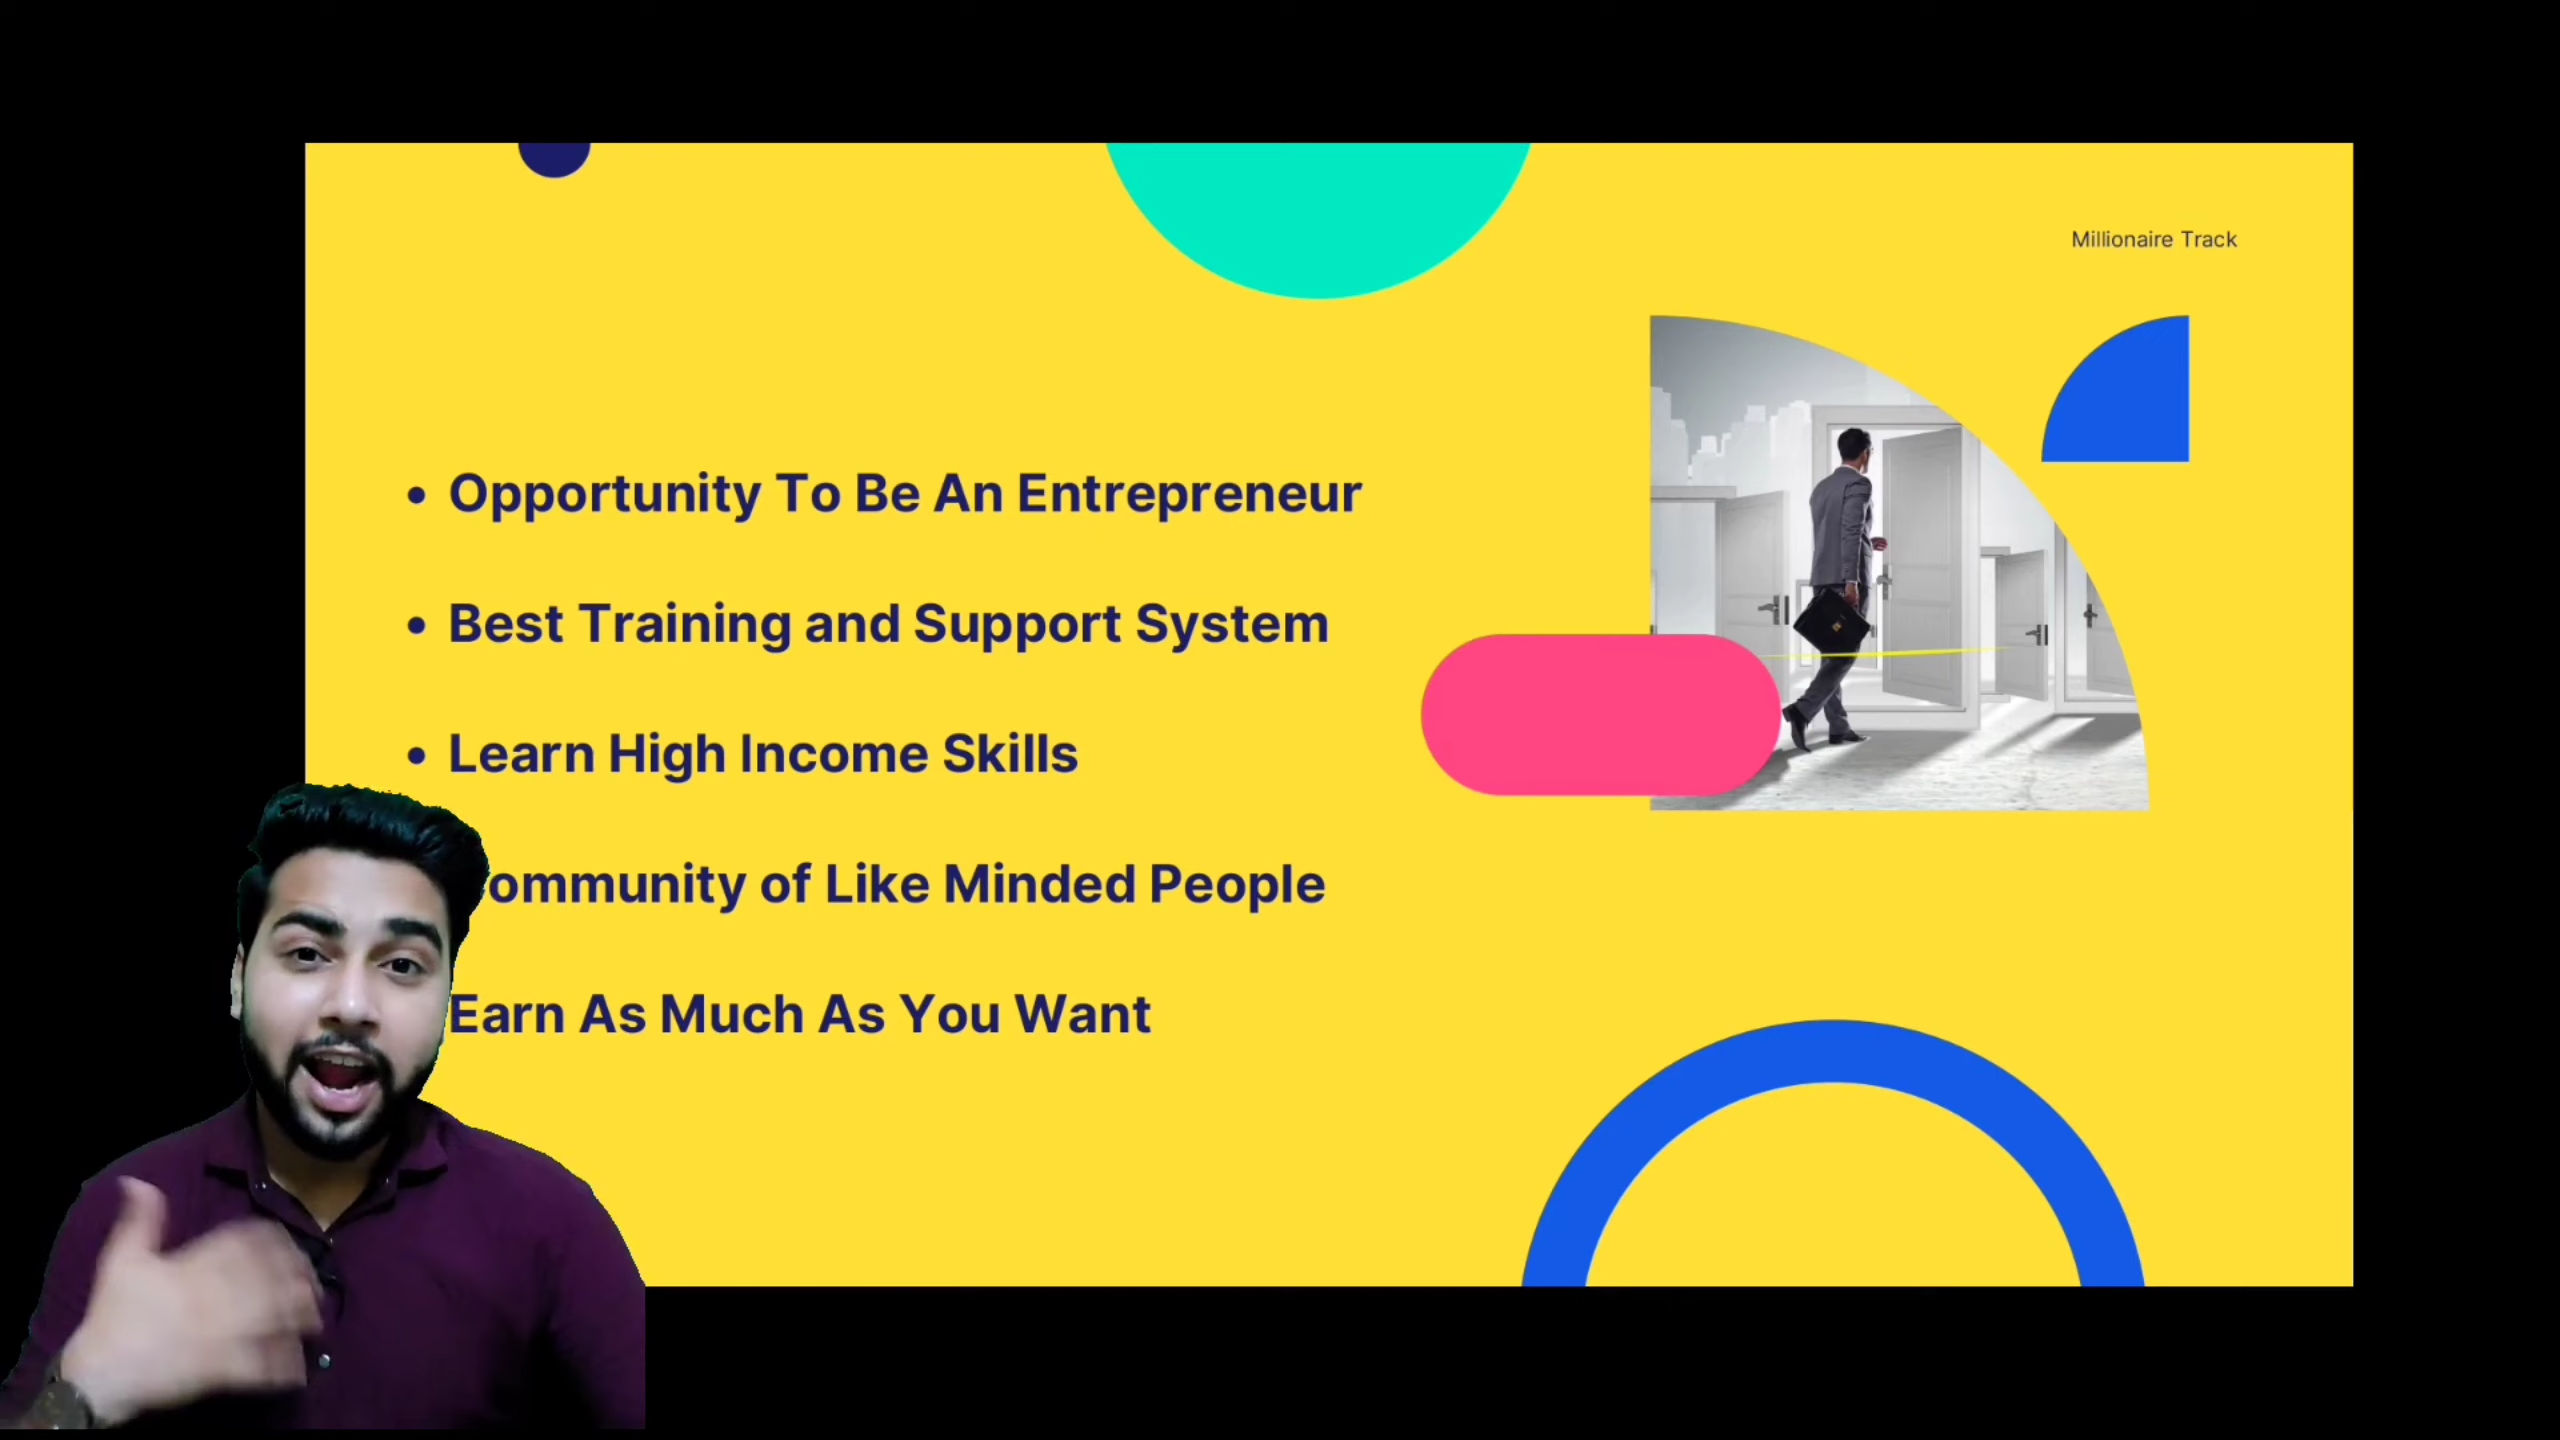 Millionaire Track
• Opportunity To Be An Entrepreneur
• Best Training and Support System
• Learn High Income Skills
ommunity of Like Minded People
Earn As Much As You Want